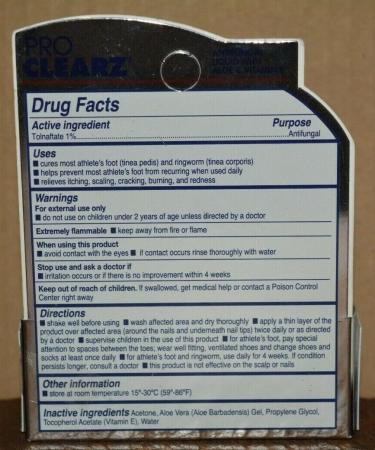 PRO
CLEARZ
ANTIFUNGAL
LIQUID WITH
ALOE & VITAMIN E
Drug Facts
Active ingredient Purpose
Tolnaftate 1%..........Antifungal
Uses
■ cures most athlete's foot (tinea pedis) and ringworm (tinea corporis)
■ helps prevent most athlete's foot from recurring when used daily
■ relieves itching, scaling, cracking, burning, and redness
Warnings
For external use only
■ do not use on children under 2 years of age unless directed by a doctor
Extremely flammable ■ keep away from fire or flame
When using this product
■ avoid contact with the eyes ■ if contact occurs rinse thoroughly with water
Stop use and ask a doctor if
■ irritation occurs or if there is no improvement within 4 weeks
Keep out of reach of children. If swallowed, get medical help or contact a Poison Control
Center right away
Directions
■ shake well before using ■ wash affected area and dry thoroughly ■ apply a thin layer of the
product over affected area (around the nails and underneath nail tips) twice daily or as directed
by a doctor ■ supervise children in the use of this product ■ for athlete's foot, pay special
attention to spaces between the toes; wear well fitting, ventilated shoes and change shoes and
socks at least once daily ■ for athlete's foot and ringworm, use daily for 4 weeks. If condition
persists longer, consult a doctor ■ this product is not effective on the scalp or nails
Other information
■ store at room temperature 15°-30°C (59°-86°F)
Inactive ingredients Acetone, Aloe Vera (Aloe Barbadensis) Gel, Propylene Glycol,
Tocopherol Acetate (Vitamin E), Water